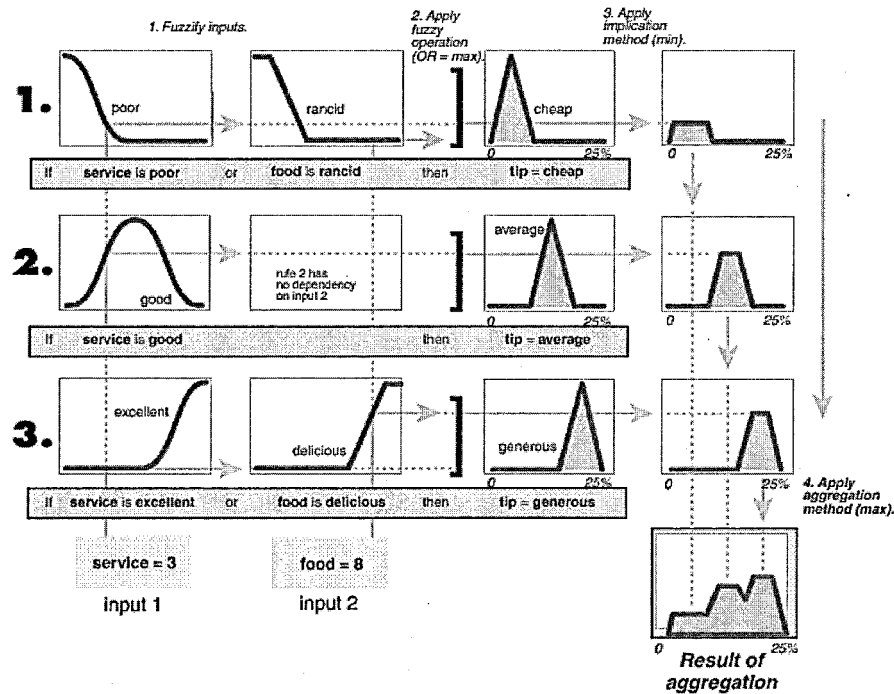 1. Fuzzify inputs.
2. Apply
fuzzy
operation
(OR = max).
3. Apply
implication
method (min).
1.
poor
rancid
cheap
0 25%
0 25%
If service is poor or food is rancid then tip = cheap
2.
good
rule 2 has
no dependency
on input 2
average
0 25%
0 25%
If service is good then tip = average
3.
excellent
delicious
generous
0 25%
0 25%
If service is excellent or food is delicious then tip = generous
4. Apply
aggregation
method (max).
service = 3
food = 8
input 1
input 2
0 25%
Result of
aggregation